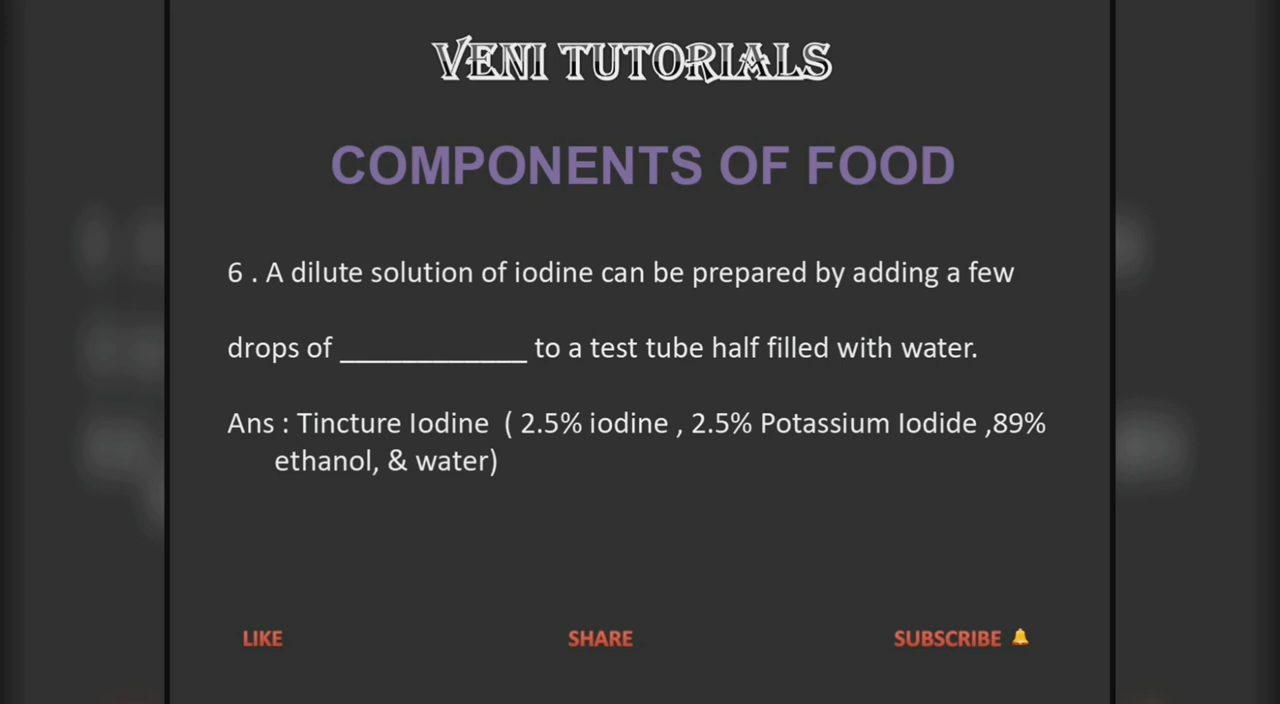 VENI TUTORIALS
COMPONENTS OF FOOD
6 . A dilute solution of iodine can be prepared by adding a few
drops of ____________ to a test tube half filled with water.
Ans : Tincture Iodine ( 2.5% iodine , 2.5% Potassium Iodide ,89%
ethanol, & water)
LIKE SHARE SUBSCRIBE 🔔